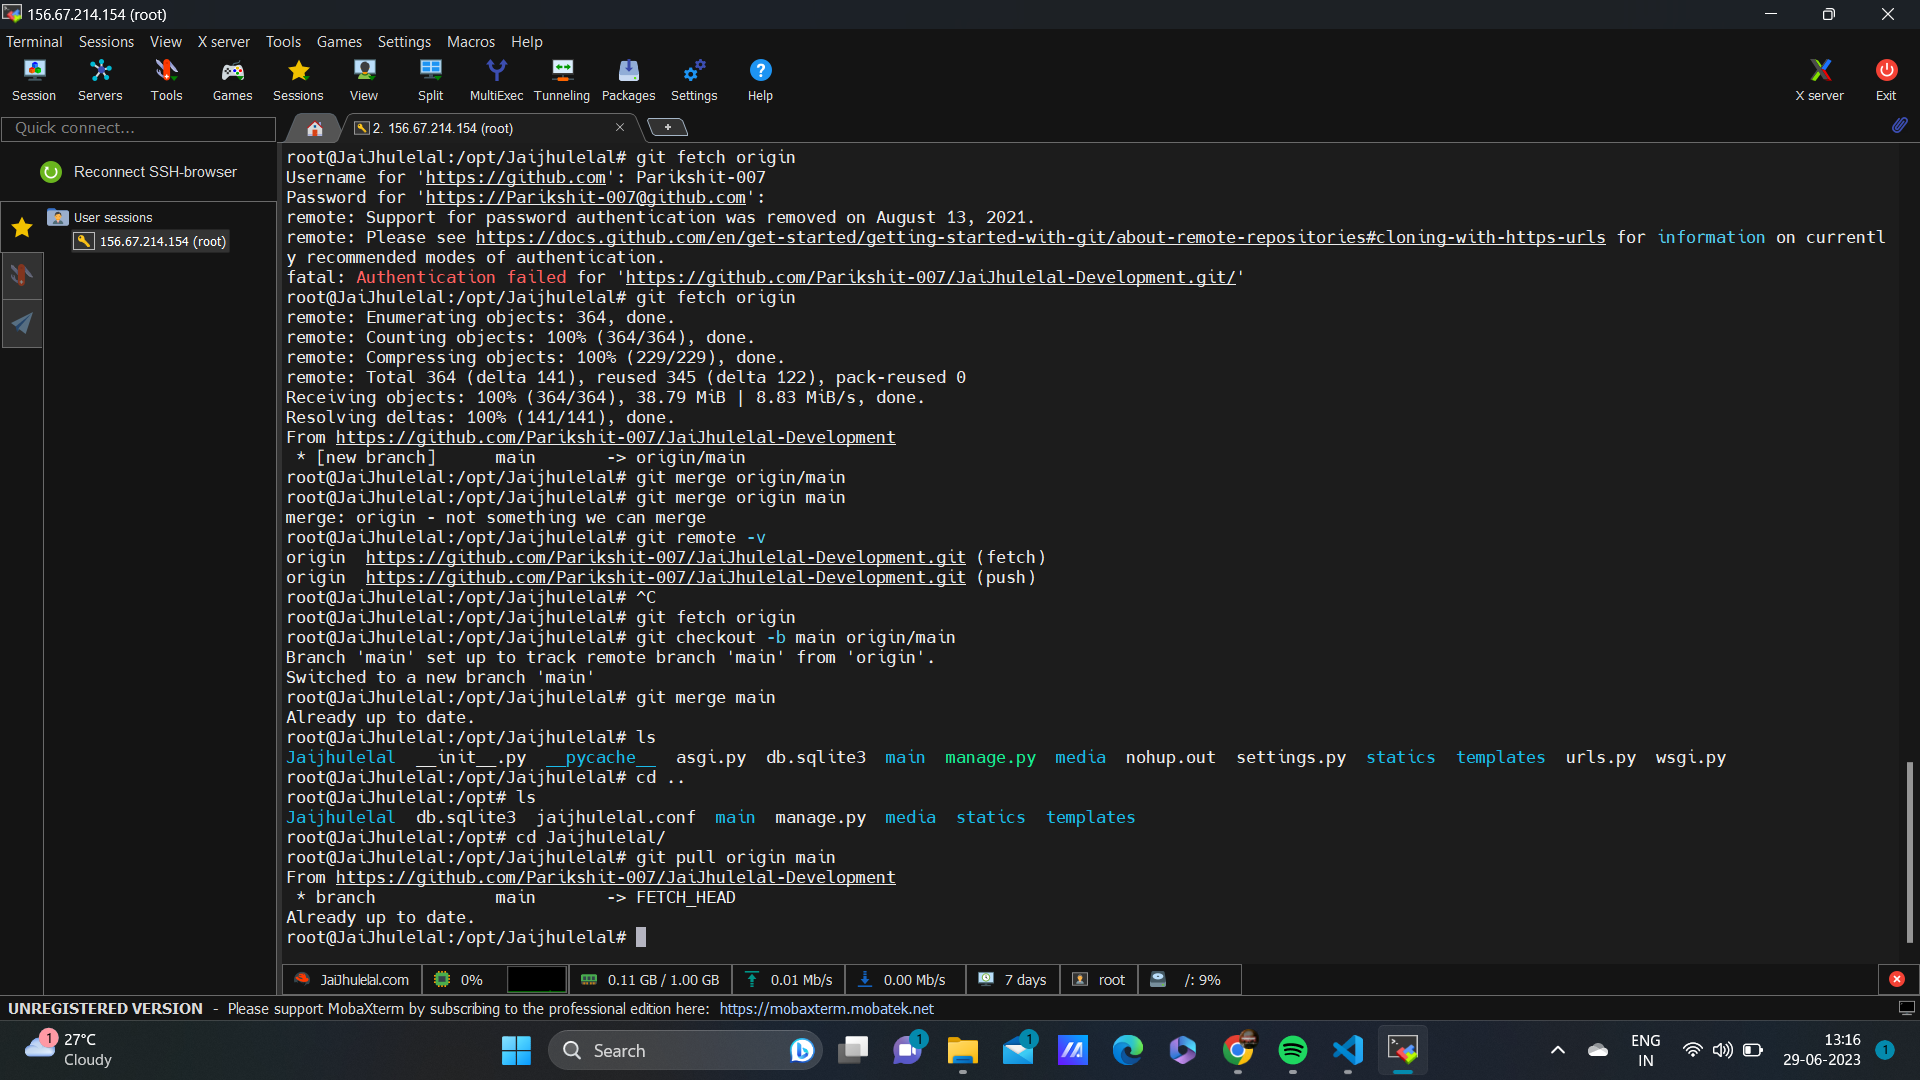 156.67.214.154 (root)
Terminal Sessions View X server Tools Games Settings Macros Help
Session Servers Tools Games Sessions View Split MultiExec Tunneling Packages Settings Help X server Exit
Quick connect...
2. 156.67.214.154 (root)
Reconnect SSH-browser
User sessions
156.67.214.154 (root)
root@JaiJhulelal:/opt/Jaijhulelal# git fetch origin
Username for 'https://github.com': Parikshit-007
Password for 'https://Parikshit-007@github.com':
remote: Support for password authentication was removed on August 13, 2021.
remote: Please see https://docs.github.com/en/get-started/getting-started-with-git/about-remote-repositories#cloning-with-https-urls for information on currentl
y recommended modes of authentication.
fatal: Authentication failed for 'https://github.com/Parikshit-007/JaiJhulelal-Development.git/'
root@JaiJhulelal:/opt/Jaijhulelal# git fetch origin
remote: Enumerating objects: 364, done.
remote: Counting objects: 100% (364/364), done.
remote: Compressing objects: 100% (229/229), done.
remote: Total 364 (delta 141), reused 345 (delta 122), pack-reused 0
Receiving objects: 100% (364/364), 38.79 MiB | 8.83 MiB/s, done.
Resolving deltas: 100% (141/141), done.
From https://github.com/Parikshit-007/JaiJhulelal-Development
 * [new branch]      main       -> origin/main
root@JaiJhulelal:/opt/Jaijhulelal# git merge origin/main
root@JaiJhulelal:/opt/Jaijhulelal# git merge origin main
merge: origin - not something we can merge
root@JaiJhulelal:/opt/Jaijhulelal# git remote -v
origin  https://github.com/Parikshit-007/JaiJhulelal-Development.git (fetch)
origin  https://github.com/Parikshit-007/JaiJhulelal-Development.git (push)
root@JaiJhulelal:/opt/Jaijhulelal# ^C
root@JaiJhulelal:/opt/Jaijhulelal# git fetch origin
root@JaiJhulelal:/opt/Jaijhulelal# git checkout -b main origin/main
Branch 'main' set up to track remote branch 'main' from 'origin'.
Switched to a new branch 'main'
root@JaiJhulelal:/opt/Jaijhulelal# git merge main
Already up to date.
root@JaiJhulelal:/opt/Jaijhulelal# ls
Jaijhulelal  __init__.py  __pycache__  asgi.py  db.sqlite3  main  manage.py  media  nohup.out  settings.py  statics  templates  urls.py  wsgi.py
root@JaiJhulelal:/opt/Jaijhulelal# cd ..
root@JaiJhulelal:/opt# ls
Jaijhulelal  db.sqlite3  jaijhulelal.conf  main  manage.py  media  statics  templates
root@JaiJhulelal:/opt# cd Jaijhulelal/
root@JaiJhulelal:/opt/Jaijhulelal# git pull origin main
From https://github.com/Parikshit-007/JaiJhulelal-Development
 * branch            main       -> FETCH_HEAD
Already up to date.
root@JaiJhulelal:/opt/Jaijhulelal#
JaiJhulelal.com 0% 0.11 GB / 1.00 GB 0.01 Mb/s 0.00 Mb/s 7 days root /: 9%
UNREGISTERED VERSION - Please support MobaXterm by subscribing to the professional edition here: https://mobaxterm.mobatek.net
1 27°C
Cloudy
Search
1
1
ENG
IN
13:16
29-06-2023
1